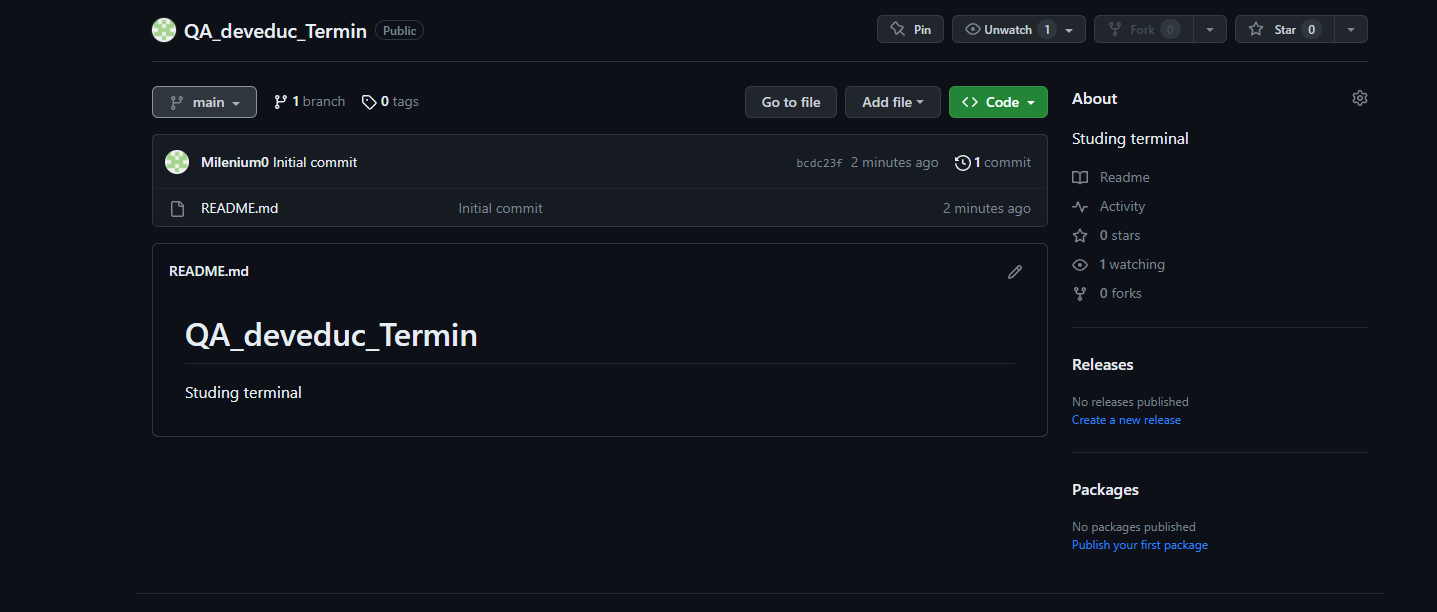 QA_deveduc_Termin Public Pin Unwatch 1 Fork 0 Star 0
main 1 branch 0 tags Go to file Add file Code
Milenium0 Initial commit bcdc23f 2 minutes ago 1 commit
README.md Initial commit 2 minutes ago
README.md
QA_deveduc_Termin
Studing terminal
About
Studing terminal
Readme
Activity
0 stars
1 watching
0 forks
Releases
No releases published
Create a new release
Packages
No packages published
Publish your first package